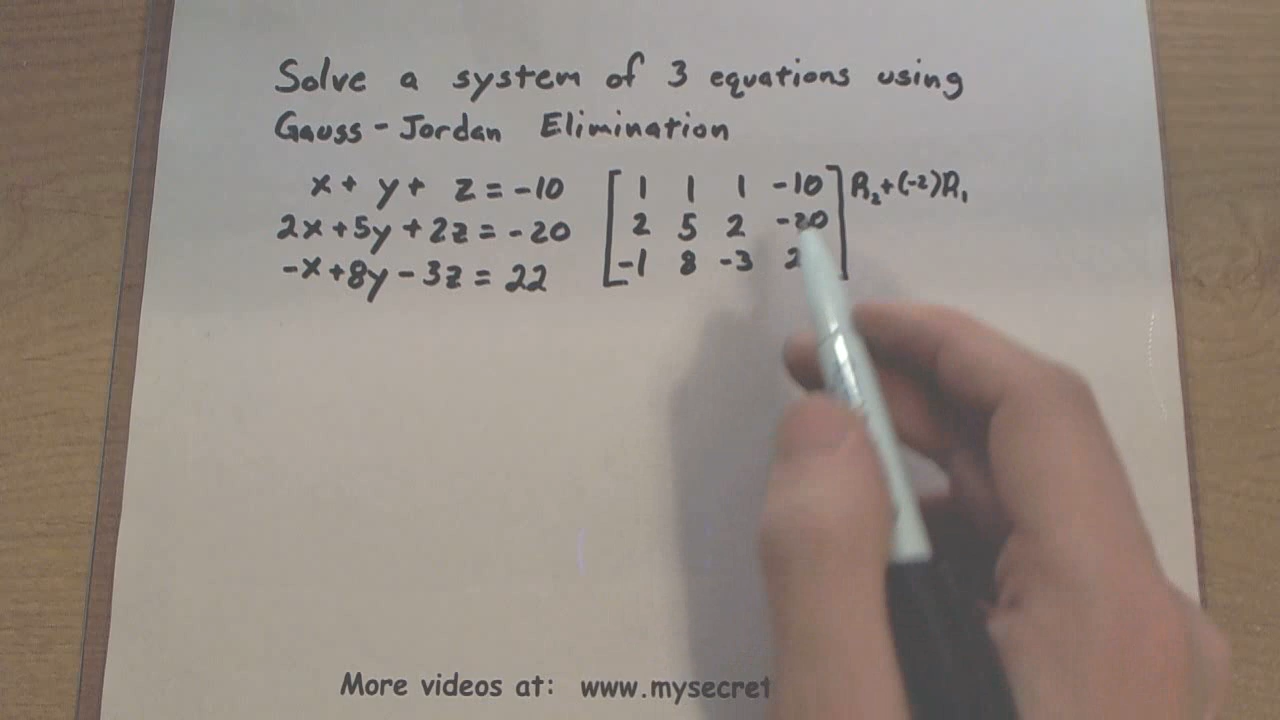 Solve a system of 3 equations using
Gauss-Jordan Elimination
x + y + z = -10
2x + 5y + 2z = -20
-x + 8y - 3z = 22
1 1 1 -10 R₂+(-2)R₁
2 5 2 -20
-1 8 -3 2
More videos at: www.mysecret